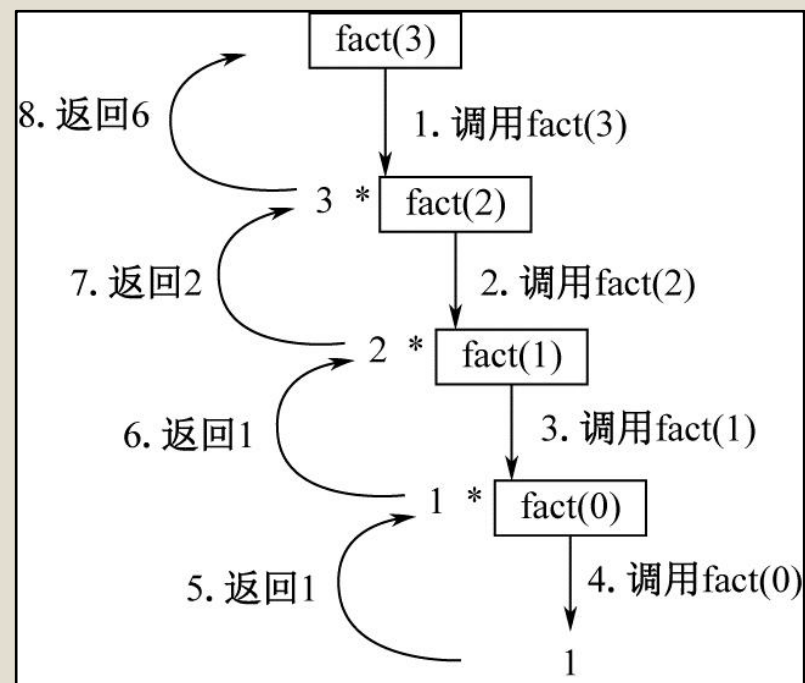 fact(3)
8. 返回6
1. 调用fact(3)
3 * fact(2)
7. 返回2
2. 调用fact(2)
2 * fact(1)
6. 返回1
3. 调用fact(1)
1 * fact(0)
5. 返回1
4. 调用fact(0)
1